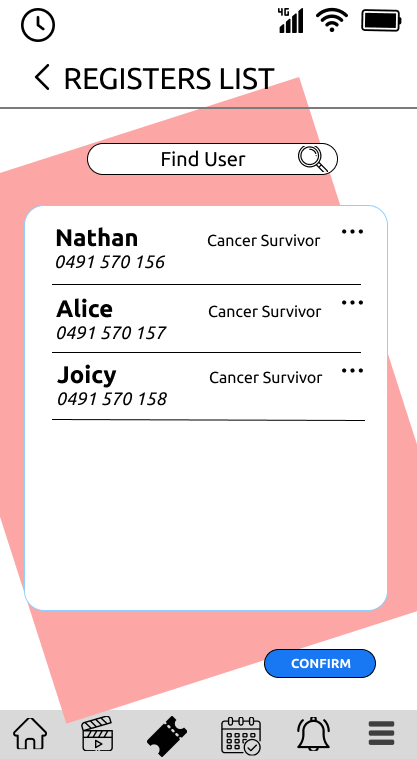 4G
REGISTERS LIST
Find User
Nathan
Cancer Survivor
0491 570 156
Alice
Cancer Survivor
0491 570 157
Joicy
Cancer Survivor
0491 570 158
CONFIRM